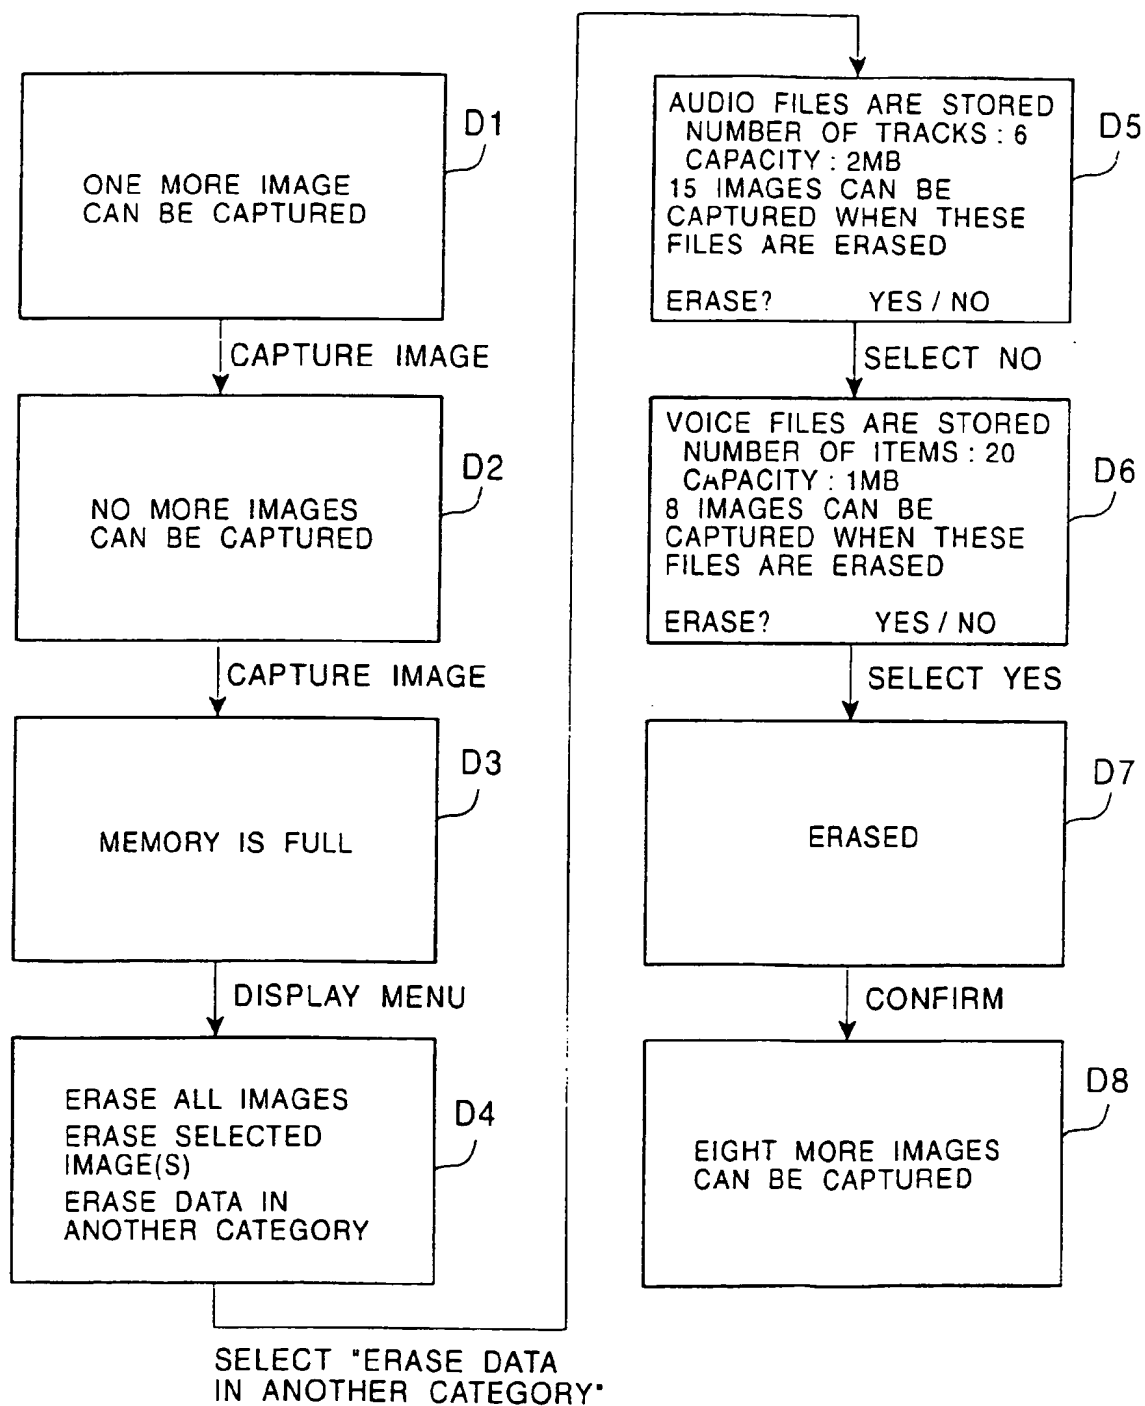 D1
ONE MORE IMAGE
CAN BE CAPTURED
CAPTURE IMAGE
D2
NO MORE IMAGES
CAN BE CAPTURED
CAPTURE IMAGE
D3
MEMORY IS FULL
DISPLAY MENU
D4
ERASE ALL IMAGES
ERASE SELECTED
IMAGE(S)
ERASE DATA IN
ANOTHER CATEGORY
SELECT "ERASE DATA
IN ANOTHER CATEGORY"
D5
AUDIO FILES ARE STORED
NUMBER OF TRACKS : 6
CAPACITY : 2MB
15 IMAGES CAN BE
CAPTURED WHEN THESE
FILES ARE ERASED
ERASE? YES / NO
SELECT NO
D6
VOICE FILES ARE STORED
NUMBER OF ITEMS : 20
CAPACITY : 1MB
8 IMAGES CAN BE
CAPTURED WHEN THESE
FILES ARE ERASED
ERASE? YES / NO
SELECT YES
D7
ERASED
CONFIRM
D8
EIGHT MORE IMAGES
CAN BE CAPTURED